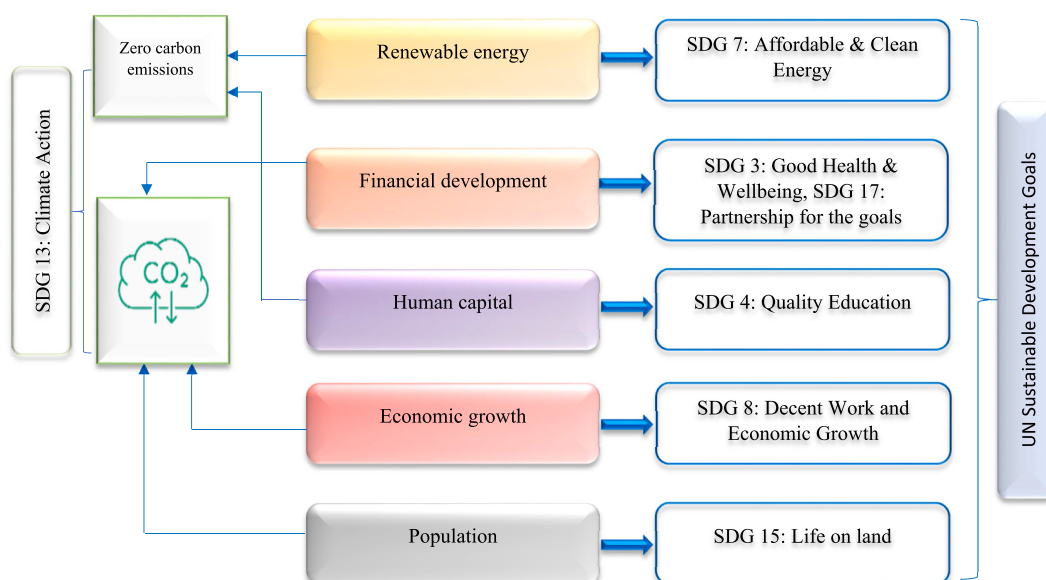 Zero carbon
emissions
SDG 13: Climate Action
CO2
Renewable energy
SDG 7: Affordable & Clean
Energy
Financial development
SDG 3: Good Health &
Wellbeing, SDG 17:
Partnership for the goals
Human capital
SDG 4: Quality Education
Economic growth
SDG 8: Decent Work and
Economic Growth
Population
SDG 15: Life on land
UN Sustainable Development Goals